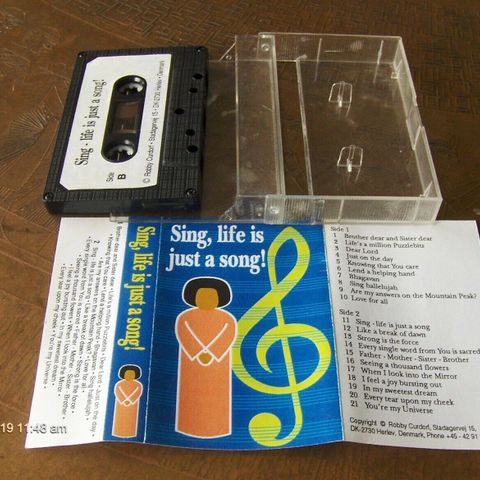 Sing - life is just a song!
Side
B
© Robby Curdorf - Stadagervej 15 - DK-2730 Herlev - Denmark
Sing, life is
just a song!
Sing, life is just a song!
Side 1
1 Brother dear and Sister dear
2 Life's a million Puzzlebits
3 Dear Lord
4 Just on the day
5 Knowing that You care
6 Lend a helping hand
7 Bhagavan
8 Sing hallelujah
9 Are my answers on the Mountain Peak?
10 Love for all
Side 2
11 Sing - life is just a song
12 Like a break of dawn
13 Strong is the force
14 Every single word from You is sacred
15 Father - Mother - Sister - Brother
16 Seeing a thousand flowers
17 When I look into the Mirror
18 I feel a joy bursting out
19 In my sweetest dream
20 Every tear upon my cheek
21 You're my Universe
Copyright © Robby Curdorf, Stadagervej 15,
DK-2730 Herlev, Denmark, Phone +45 - 42 91
19 11:48 am